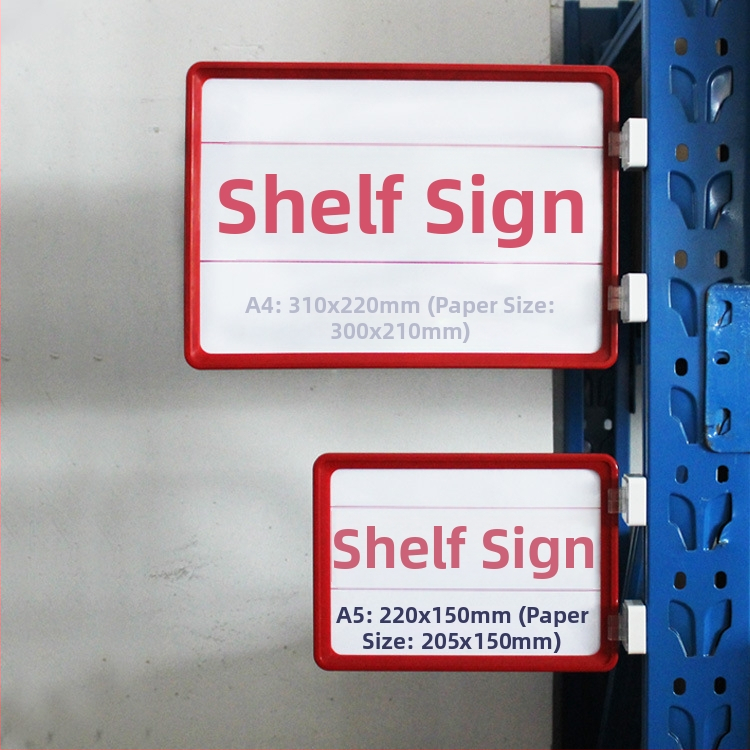 Shelf Sign
A4: 310x220mm (Paper Size:
300x210mm)
Shelf Sign
A5: 220x150mm (Paper
Size: 205x150mm)